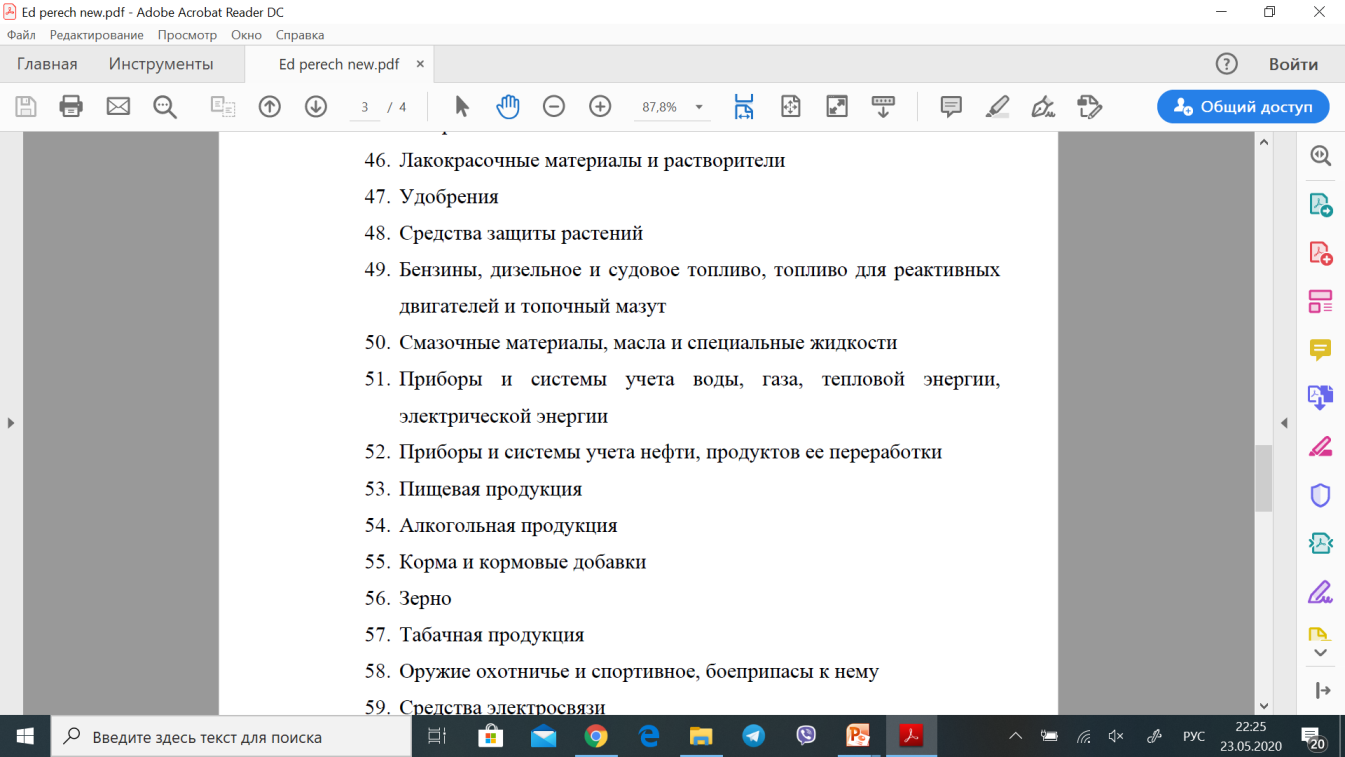 Ed perech new.pdf - Adobe Acrobat Reader DC
Файл Редактирование Просмотр Окно Справка
Главная Инструменты Ed perech new.pdf × Войти
3 / 4 87,8% Общий доступ
46. Лакокрасочные материалы и растворители
47. Удобрения
48. Средства защиты растений
49. Бензины, дизельное и судовое топливо, топливо для реактивных
двигателей и топочный мазут
50. Смазочные материалы, масла и специальные жидкости
51. Приборы и системы учета воды, газа, тепловой энергии,
электрической энергии
52. Приборы и системы учета нефти, продуктов ее переработки
53. Пищевая продукция
54. Алкогольная продукция
55. Корма и кормовые добавки
56. Зерно
57. Табачная продукция
58. Оружие охотничье и спортивное, боеприпасы к нему
59. Средства электросвязи
Введите здесь текст для поиска
РУС
22:25
23.05.2020
20